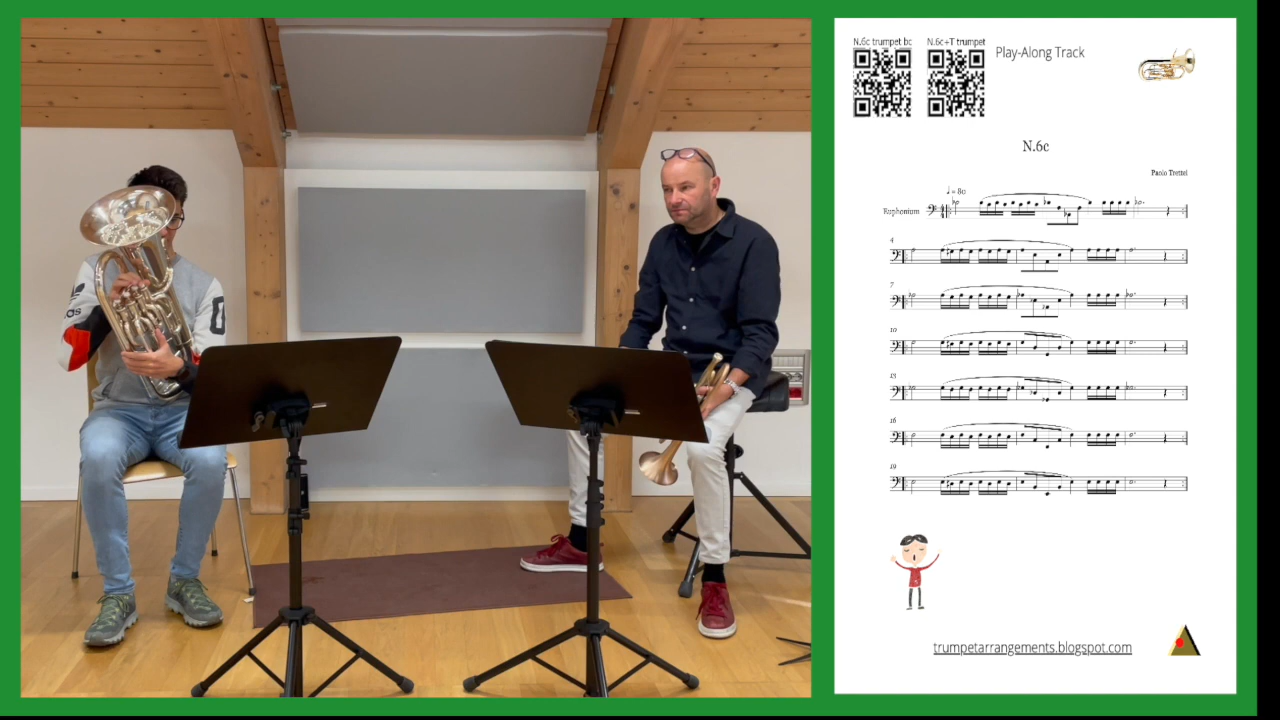 N.6c trumpet bc
N.6c+T trumpet
Play-Along Track
N.6c
Paolo Trettel
♩ = 80
Euphonium
4
7
10
13
16
19
trumpetarrangements.blogspot.com